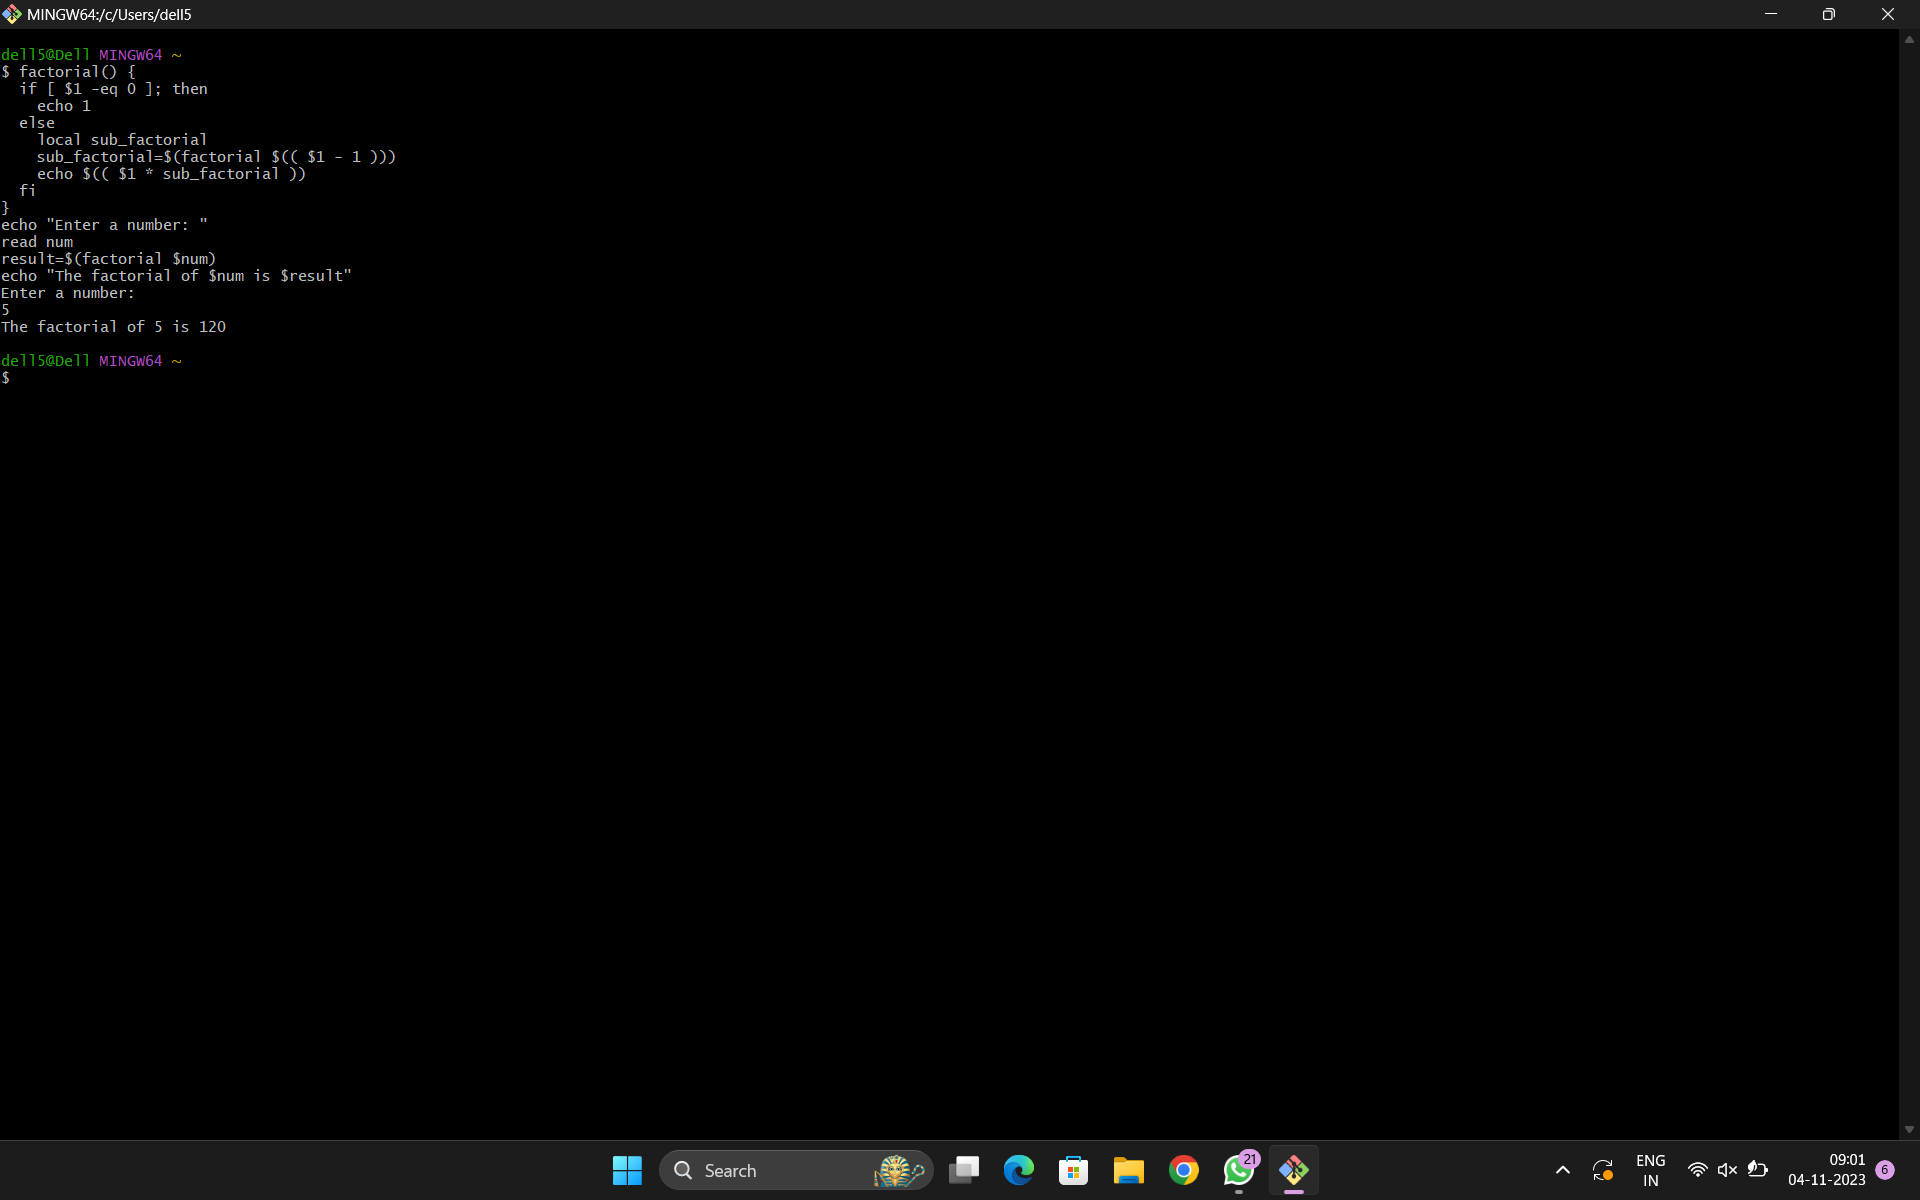 MINGW64:/c/Users/dell5
dell5@Dell MINGW64 ~
$ factorial() {
  if [ $1 -eq 0 ]; then
    echo 1
  else
    local sub_factorial
    sub_factorial=$(factorial $(( $1 - 1 )))
    echo $(( $1 * sub_factorial ))
  fi
}
echo "Enter a number: "
read num
result=$(factorial $num)
echo "The factorial of $num is $result"
Enter a number:
5
The factorial of 5 is 120
dell5@Dell MINGW64 ~
$
Search
21
ENG
IN
09:01
04-11-2023
6